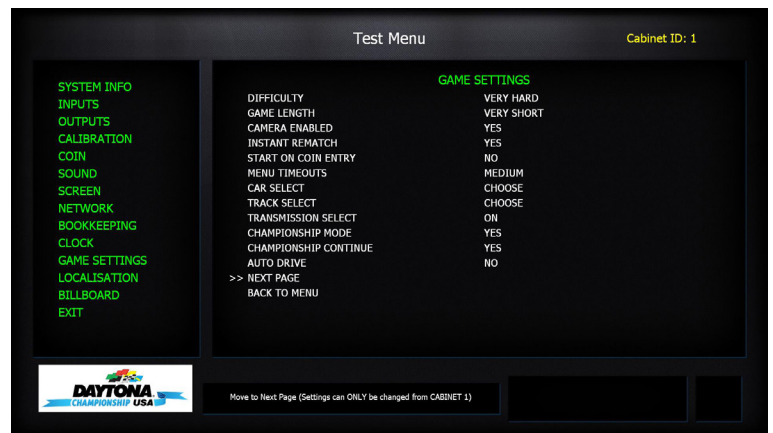 Test Menu
Cabinet ID: 1
SYSTEM INFO
INPUTS
OUTPUTS
CALIBRATION
COIN
SOUND
SCREEN
NETWORK
BOOKKEEPING
CLOCK
GAME SETTINGS
LOCALISATION
BILLBOARD
EXIT
GAME SETTINGS
DIFFICULTY VERY HARD
GAME LENGTH VERY SHORT
CAMERA ENABLED YES
INSTANT REMATCH YES
START ON COIN ENTRY NO
MENU TIMEOUTS MEDIUM
CAR SELECT CHOOSE
TRACK SELECT CHOOSE
TRANSMISSION SELECT ON
CHAMPIONSHIP MODE YES
CHAMPIONSHIP CONTINUE YES
AUTO DRIVE NO
>> NEXT PAGE
BACK TO MENU
DAYTONA
CHAMPIONSHIP USA
Move to Next Page (Settings can ONLY be changed from CABINET 1)